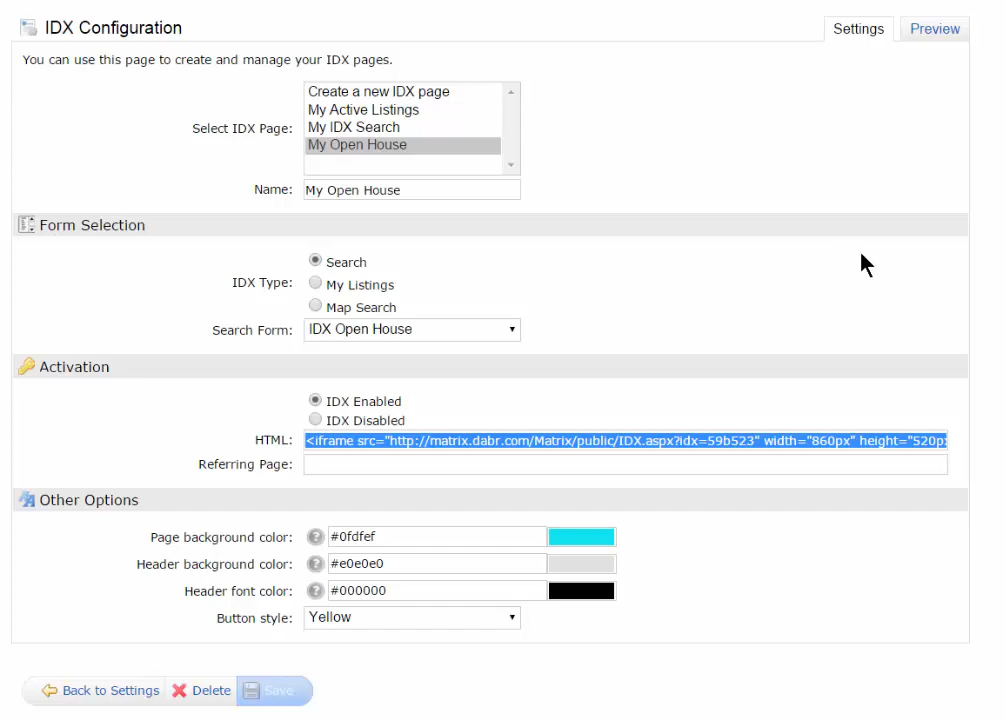 IDX Configuration
Settings
Preview
You can use this page to create and manage your IDX pages.
Select IDX Page:
Create a new IDX page
My Active Listings
My IDX Search
My Open House
Name: My Open House
Form Selection
IDX Type:
Search
My Listings
Map Search
Search Form: IDX Open House
Activation
IDX Enabled
IDX Disabled
HTML: <iframe src="http://matrix.dabr.com/Matrix/public/IDX.aspx?idx=59b523" width="860px" height="520px
Referring Page:
Other Options
Page background color: ? #0fdfef
Header background color: ? #e0e0e0
Header font color: ? #000000
Button style: Yellow
Back to Settings Delete Save